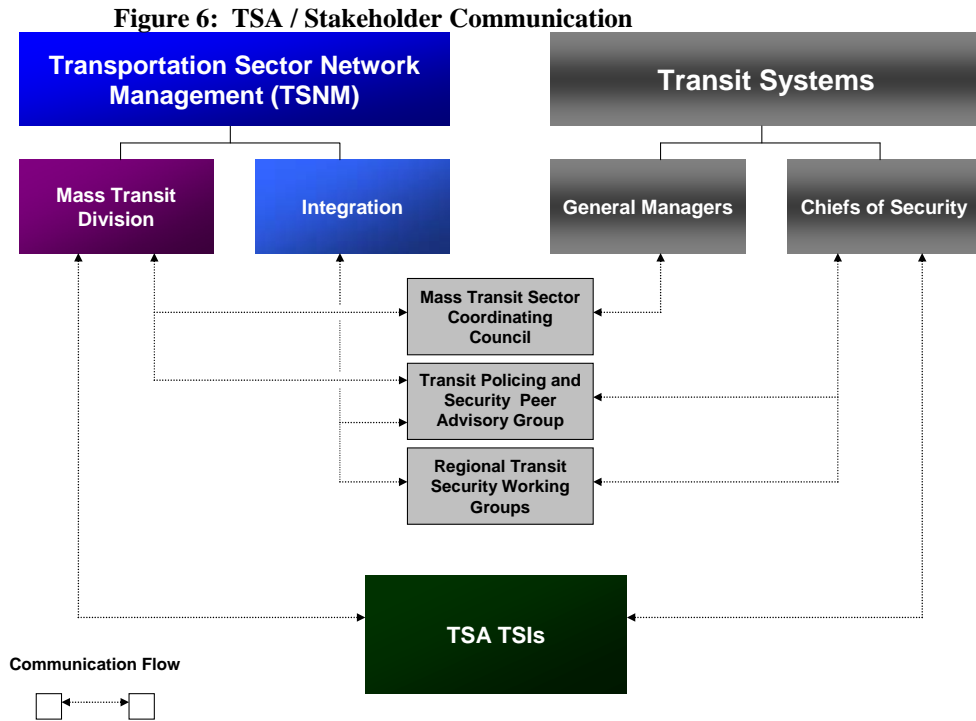 Figure 6:  TSA / Stakeholder Communication
Transportation Sector Network
Management (TSNM)
Transit Systems
Mass Transit
Division
Integration
General Managers
Chiefs of Security
Mass Transit Sector
Coordinating
Council
Transit Policing and
Security  Peer
Advisory Group
Regional Transit
Security Working
Groups
TSA TSIs
Communication Flow